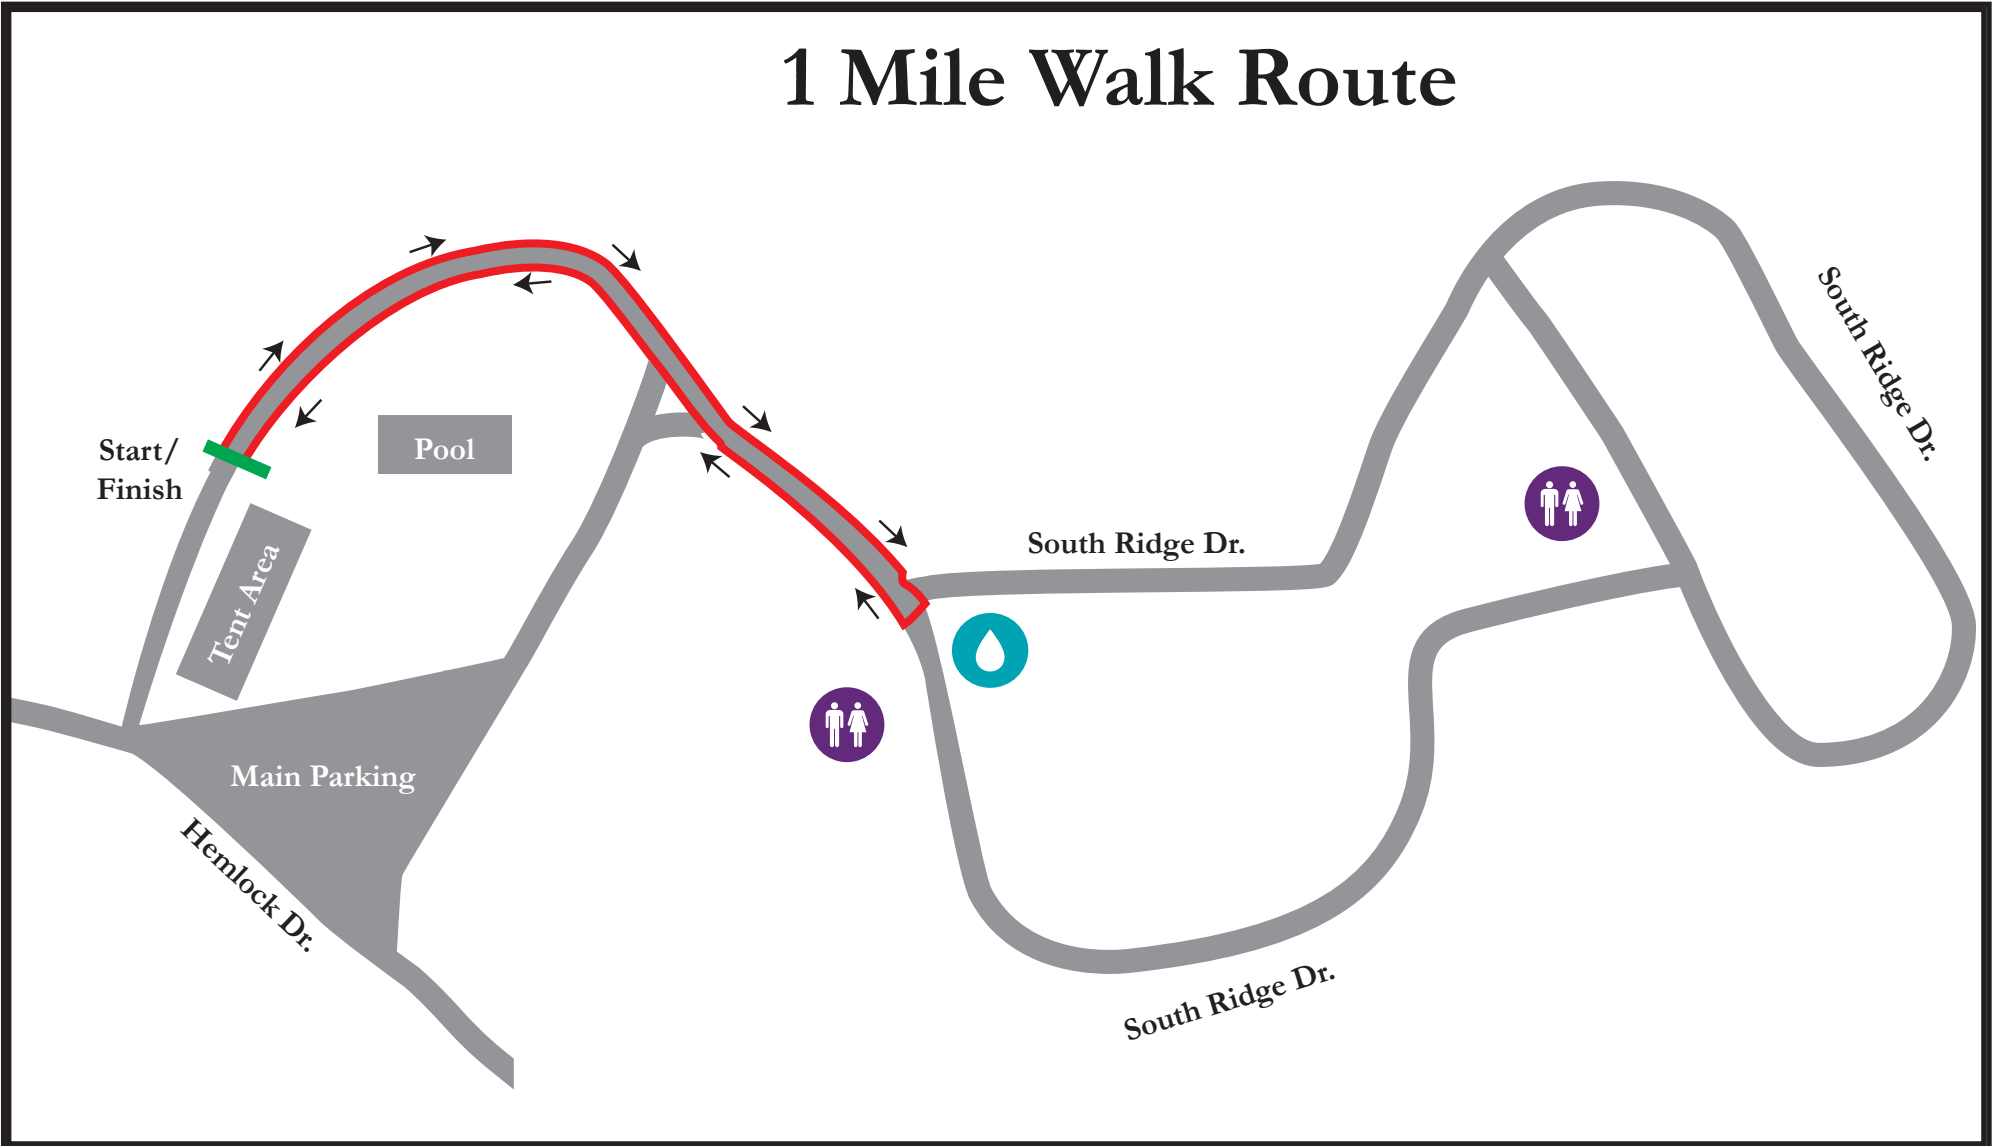 1 Mile Walk Route
South Ridge Dr.
Start/
Finish
Pool
South Ridge Dr.
Tent Area
Main Parking
Hemlock Dr.
South Ridge Dr.